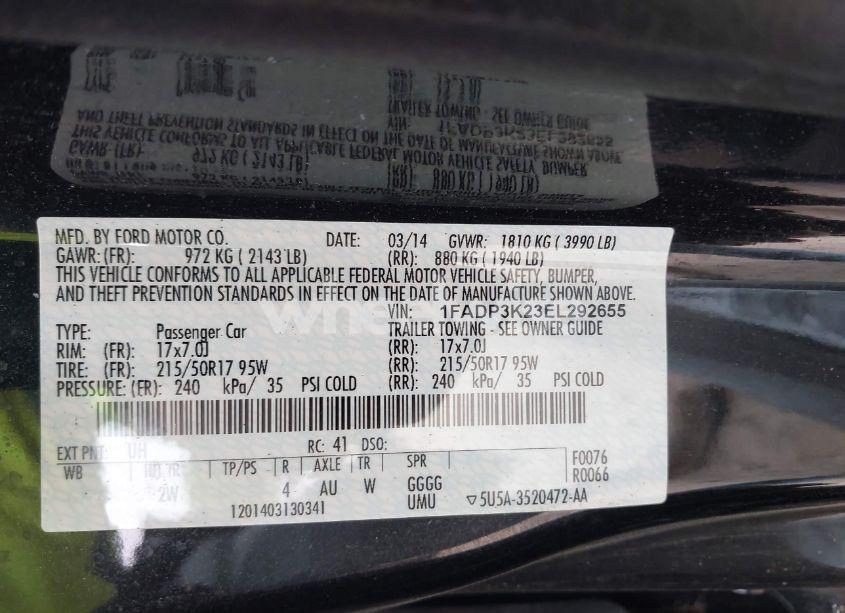 MFD. BY FORD MOTOR CO. DATE: 03/14 GVWR: 1810 KG ( 3990 LB)
GAWR: (FR): 972 KG ( 2143 LB) (RR): 880 KG ( 1940 LB)
THIS VEHICLE CONFORMS TO ALL APPLICABLE FEDERAL MOTOR VEHICLE SAFETY, BUMPER,
AND THEFT PREVENTION STANDARDS IN EFFECT ON THE DATE OF MANUFACTURE SHOWN ABOVE.
VIN: 1FADP3K23EL292655
TYPE: Passenger Car TRAILER TOWING - SEE OWNER GUIDE
RIM: (FR): 17x7.0J (RR): 17x7.0J
TIRE: (FR): 215/50R17 95W (RR): 215/50R17 95W
PRESSURE: (FR): 240 kPa/ 35 PSI COLD (RR): 240 kPa/ 35 PSI COLD
EXT PNT: UH RC: 41 DSO:
WB TP/PS R AXLE TR SPR F0076
R0066
2W 4 AU W GGGG
UMU
1201403130341 ▽5U5A-3520472-AA